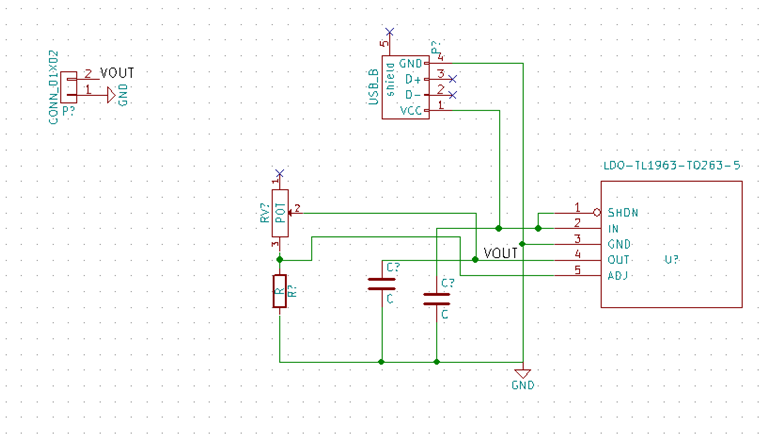 CONN_01X02
2 VOUT
1 GND
P?
5
P?
USB_B
shield
GND 4
D+ 3
D- 2
VCC 1
LDO-TL1963-TO263-5
1 SHDN
2 IN
3 GND
4 OUT
5 ADJ
U?
VOUT
1
RV?
POT
2
3
R
R?
C?
C
C?
C
GND